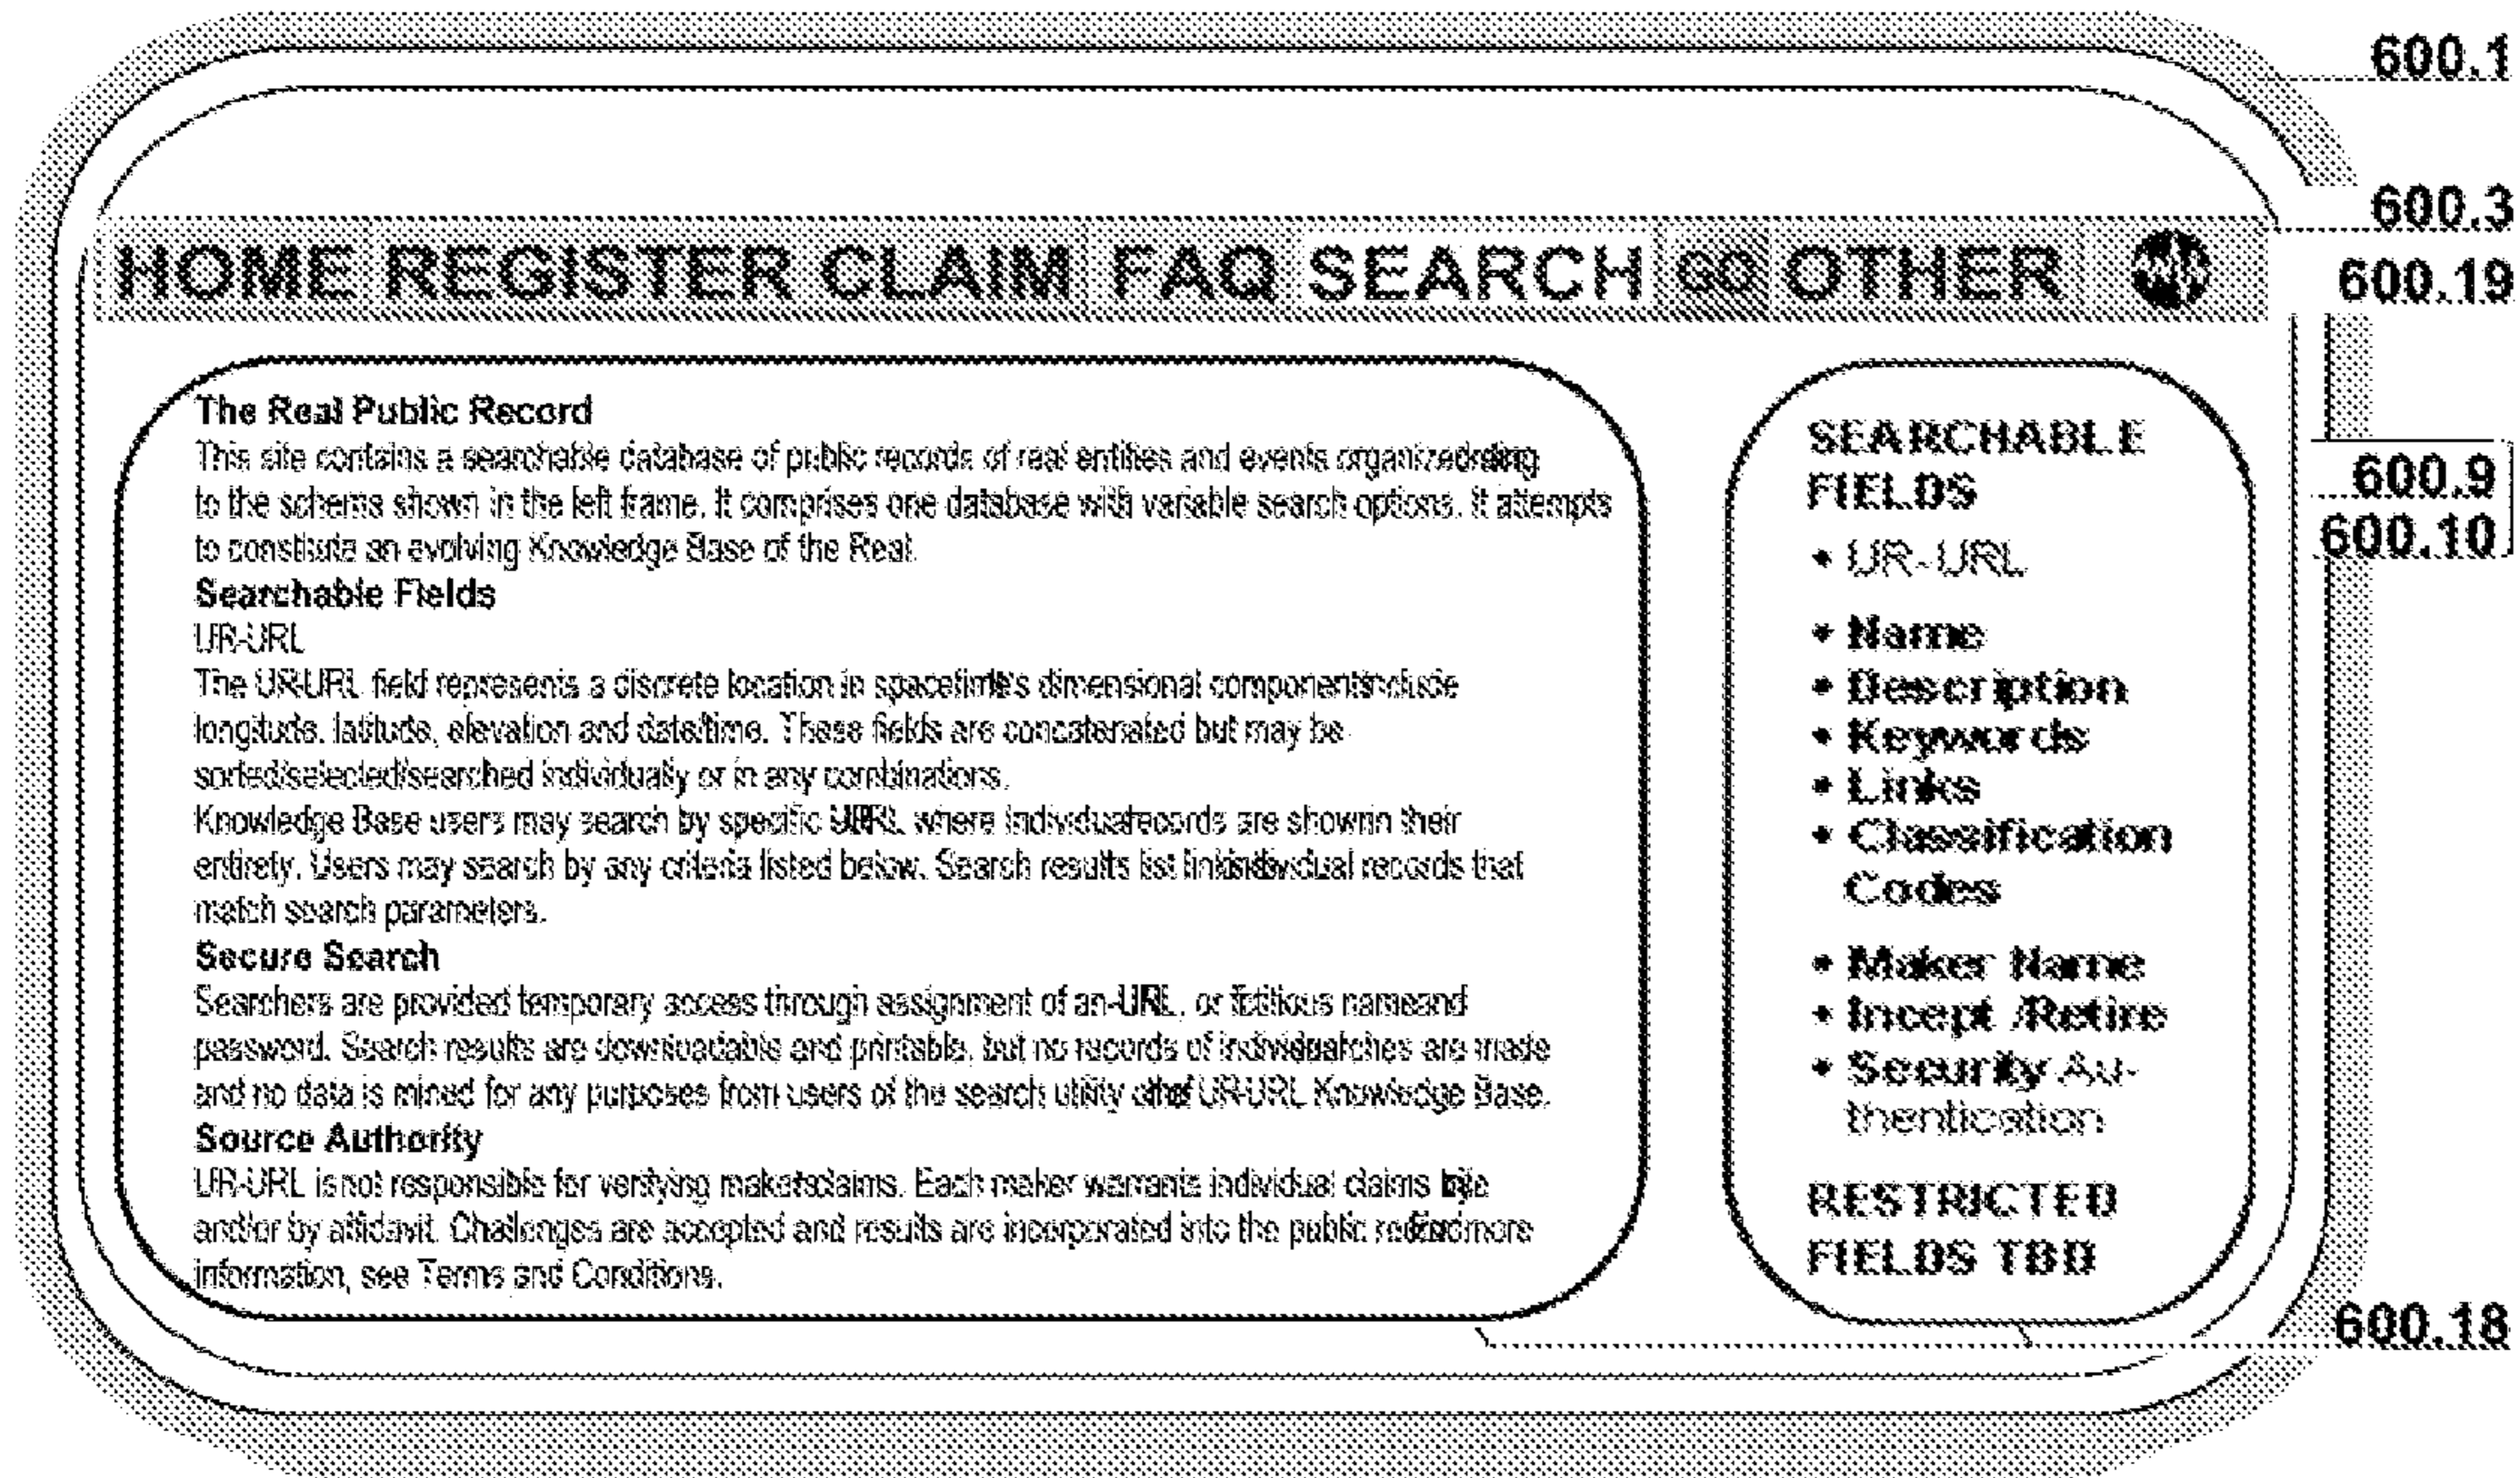 600.1
600.3
HOME REGISTER CLAIM FAQ SEARCH GO OTHER
600.19
The Real Public Record
This site contains a searchable database of public records of real entities and events
to the schema shown in the left frame. It comprises one database with variable search options. It attempts
to constitute an evolving Knowledge Base of the Real.
Searchable Fields
UR-URL
The UR-URL field represents a discrete location in dimensional
longitude, latitude, elevation and date/time. These fields are concatenated but may be
sorted/selected/searched individually or in any combinations.
Knowledge Base users may search by specific where are their
entirety. Users may search by any criteria listed below. Search results list records that
match search parameters.
Secure Search
Searchers are provided temporary access through assignment of or fictitious
password. Search results are downloadable and printable, but no records of are made
and no data is mined for any purposes from users of the search utility UR-URL Knowledge Base.
Source Authority
UR-URL is not responsible for verifying claims. Each maker warrants individual claims
and/or by affidavit. Challenges are accepted and results are incorporated into the public more
information, see Terms and Conditions.
SEARCHABLE
FIELDS
• UR-URL
• Name
• Description
• Keywords
• Links
• Classification
Codes
• Maker Name
• Incept /Retire
• Security Au-
thentication
RESTRICTED
FIELDS TBD
600.9
600.10
600.18